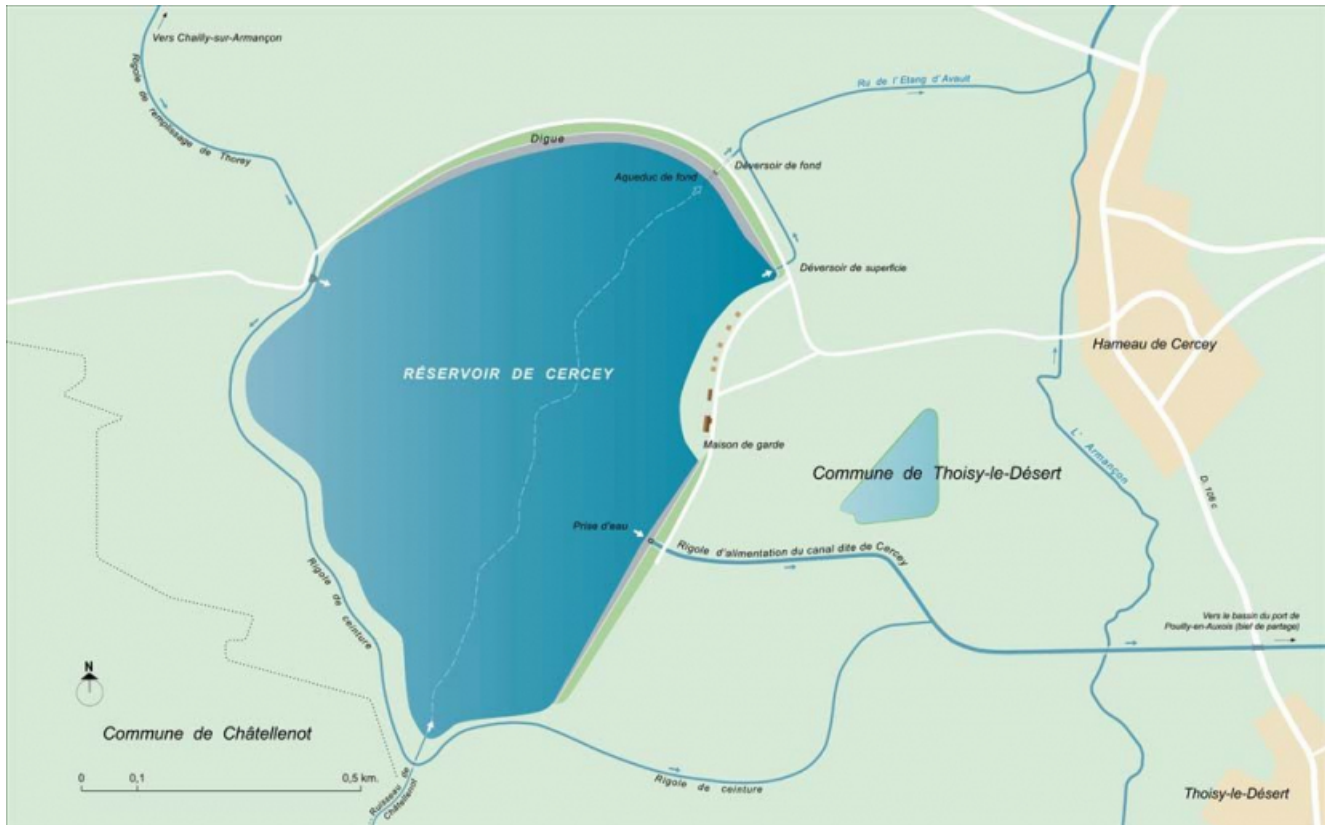 Vers Chailly-sur-Armançon
Rigole de remplissage de Thorey
Ru de l'Etang d'Avault
Digue
Déversoir de fond
Aqueduc de fond
Déversoir de superficie
RÉSERVOIR DE CERCEY
Hameau de Cercey
Maison de garde
Commune de Thoisy-le-Désert
L' Armançon
D. 106 c
Prise d'eau
Rigole d'alimentation du canal dite de Cercey
Rigole de ceinture
Vers le bassin du port de
Pouilly-en-Auxois (bief de partage)
N
Commune de Châtellenot
0 0,1 0,5 km.
Ruisseau de
Châtellenot
Rigole de ceinture
Thoisy-le-Désert